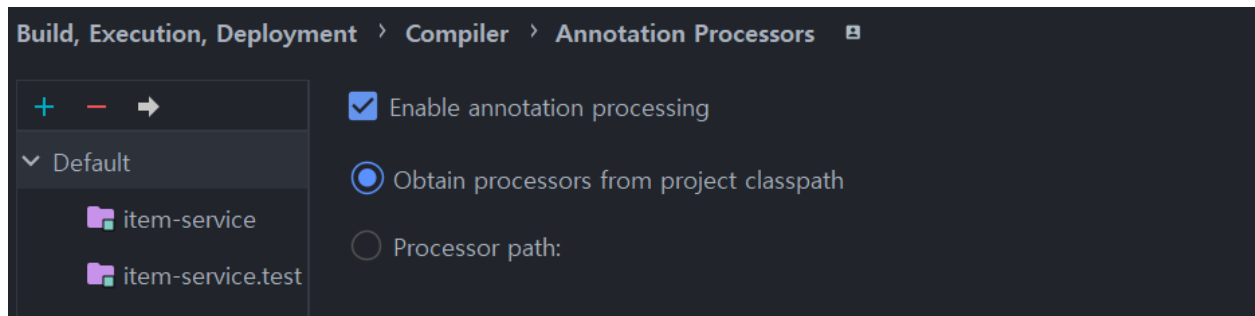 Build, Execution, Deployment › Compiler › Annotation Processors
Enable annotation processing
Default
Obtain processors from project classpath
item-service
Processor path:
item-service.test